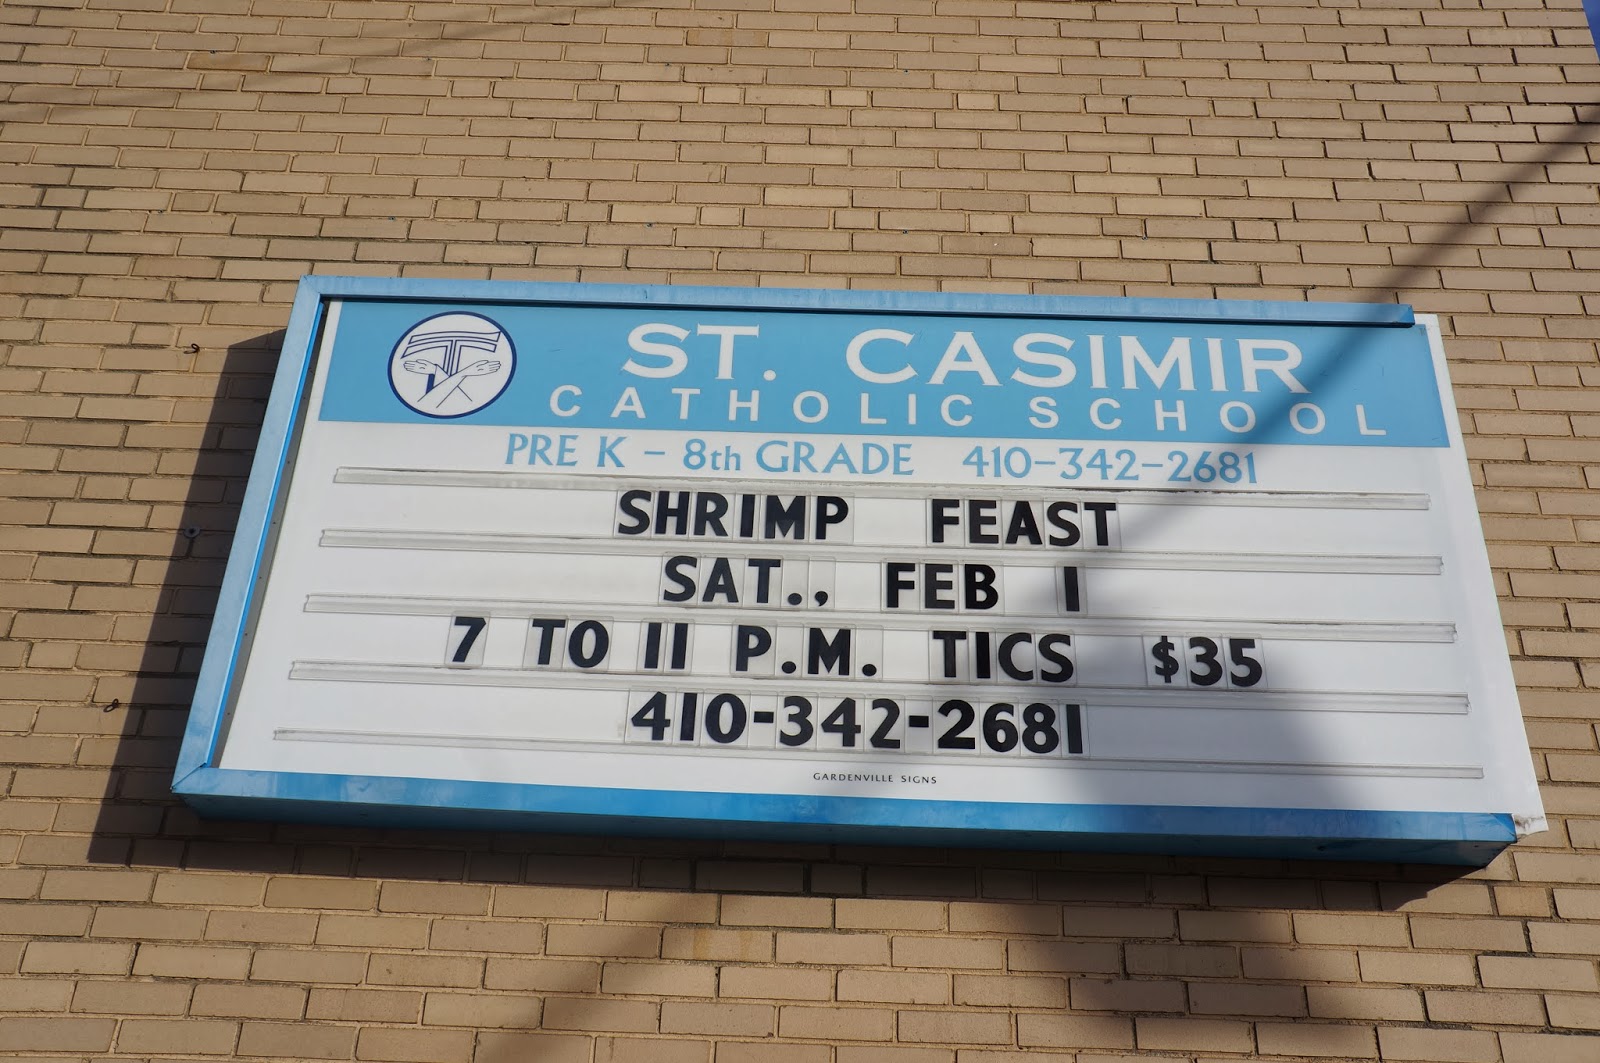 ST. CASIMIR
CATHOLIC SCHOOL
PRE K - 8th GRADE 410-342-2681
SHRIMP FEAST
SAT., FEB 1
7 TO 11 P.M. TICS $35
410-342-2681
GARDENVILLE SIGNS